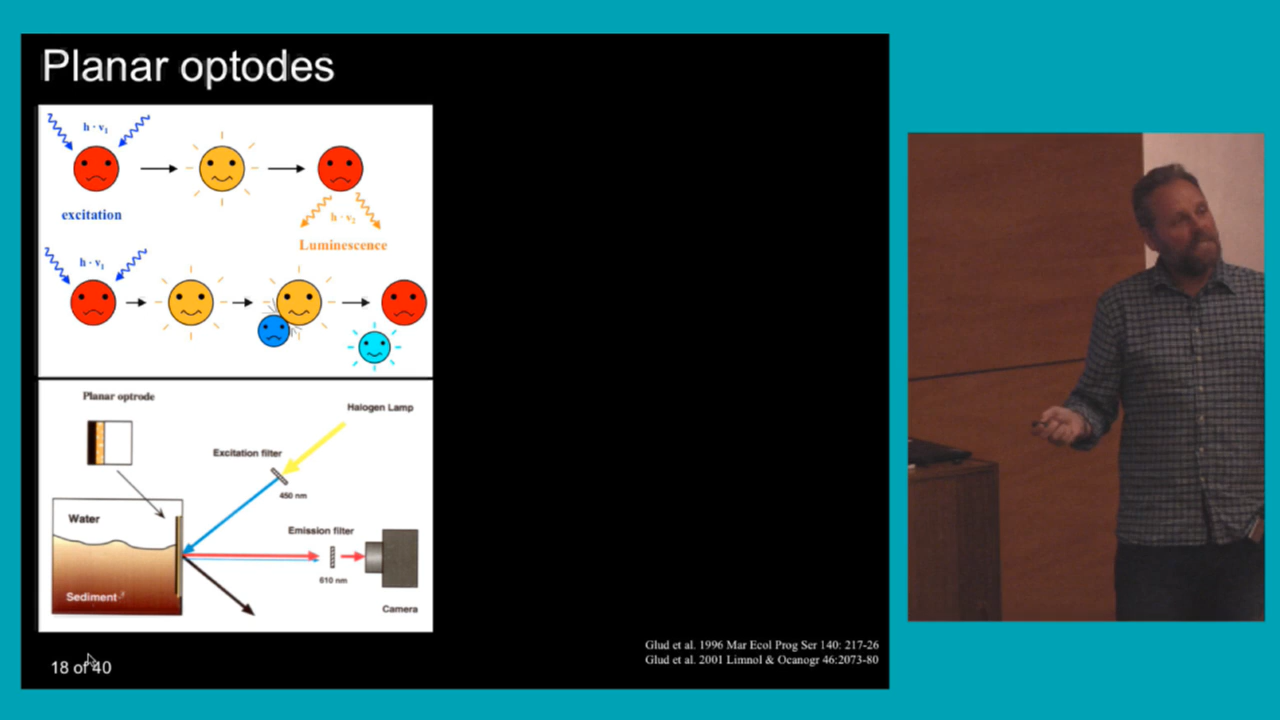 Planar optodes
h · v₁
excitation
h · v₂
Luminescence
h · v₁
Planar optrode
Halogen Lamp
Excitation filter
450 nm
Water
Emission filter
610 nm
Sediment
Camera
Glud et al. 1996 Mar Ecol Prog Ser 140: 217-26
Glud et al. 2001 Limnol & Ocanogr 46:2073-80
18 of 40